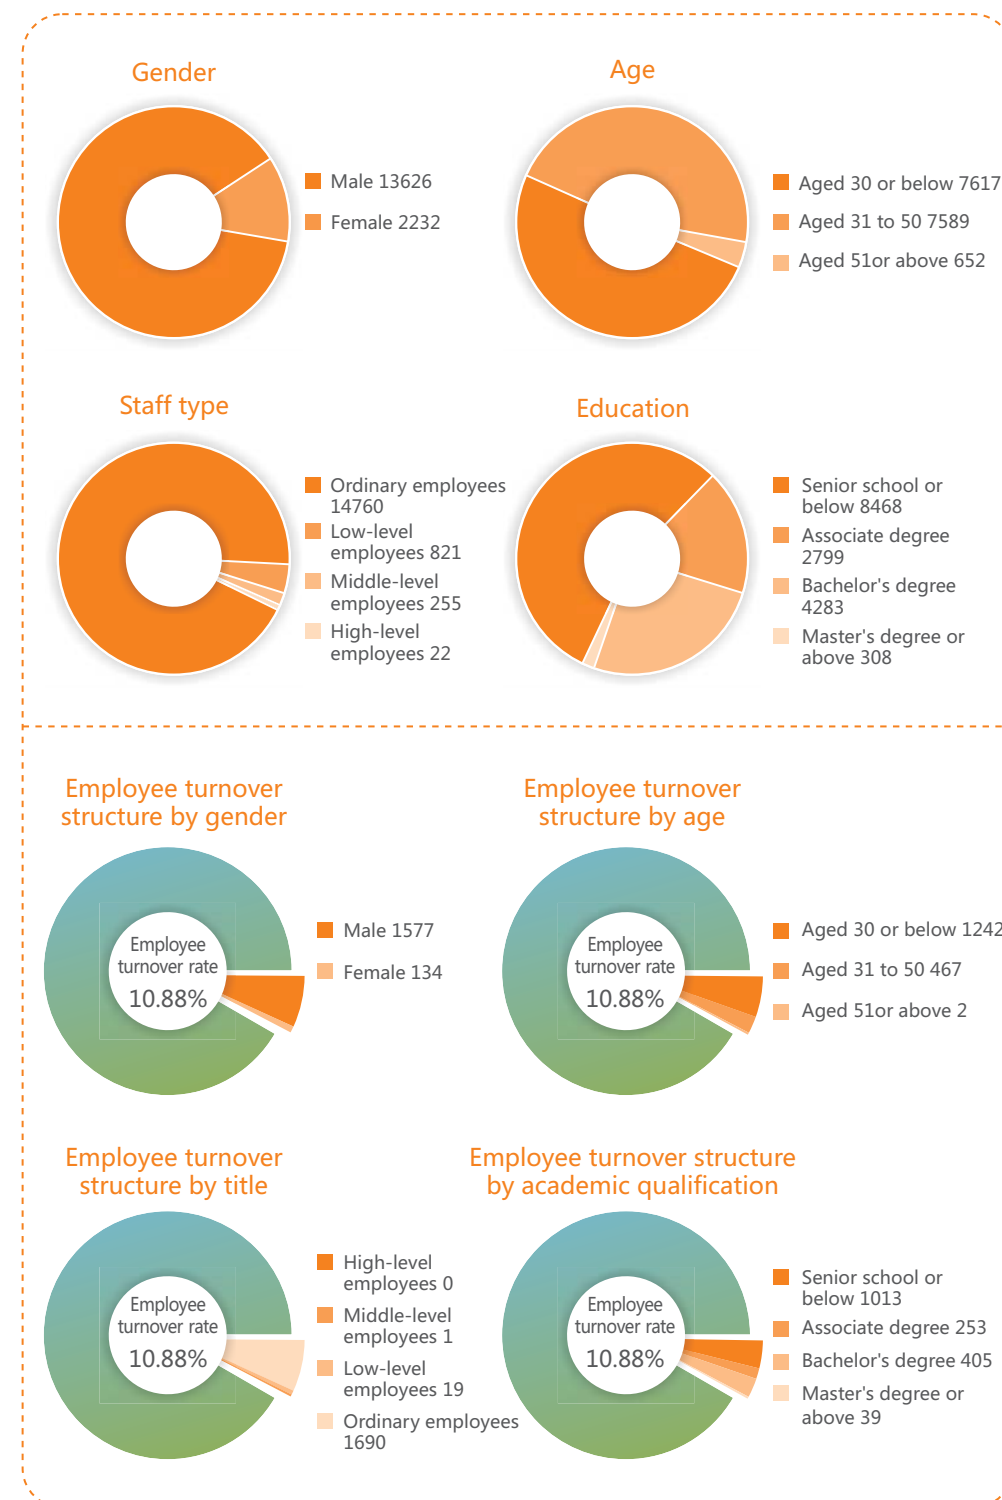 Gender
Male 13626
Female 2232
Age
Aged 30 or below 7617
Aged 31 to 50 7589
Aged 51or above 652
Staff type
Ordinary employees
14760
Low-level
employees 821
Middle-level
employees 255
High-level
employees 22
Education
Senior school or
below 8468
Associate degree
2799
Bachelor's degree
4283
Master's degree or
above 308
Employee turnover
structure by gender
Employee
turnover rate
10.88%
Male 1577
Female 134
Employee turnover
structure by age
Employee
turnover rate
10.88%
Aged 30 or below 1242
Aged 31 to 50 467
Aged 51or above 2
Employee turnover
structure by title
Employee
turnover rate
10.88%
High-level
employees 0
Middle-level
employees 1
Low-level
employees 19
Ordinary employees
1690
Employee turnover structure
by academic qualification
Employee
turnover rate
10.88%
Senior school or
below 1013
Associate degree 253
Bachelor's degree 405
Master's degree or
above 39